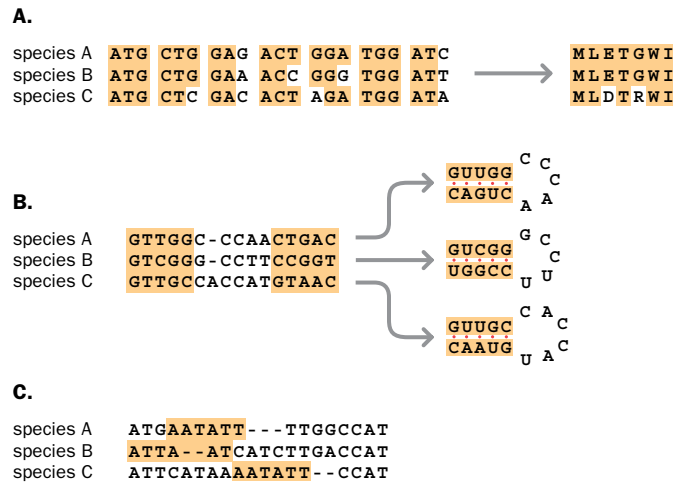 A.
species A ATG CTG GAG ACT GGA TGG ATC MLETGWI
species B ATG CTG GAA ACC GGG TGG ATT MLETGWI
species C ATG CTC GAC ACT AGA TGG ATA MLDTRWI
B.
species A GTTGGC-CCAACTGAC
species B GTCGGG-CCTTCCGGT
species C GTTGCCACCATGTAAC
GUUGG C C C
CAGUC A A
GUCGG G C C
UGGCC U U
GUUGC C A C
CAAUG U A C
C.
species A ATGAATATT---TTGGCCAT
species B ATTA--ATCATCTTGACCAT
species C ATTCATAAAATATT--CCAT